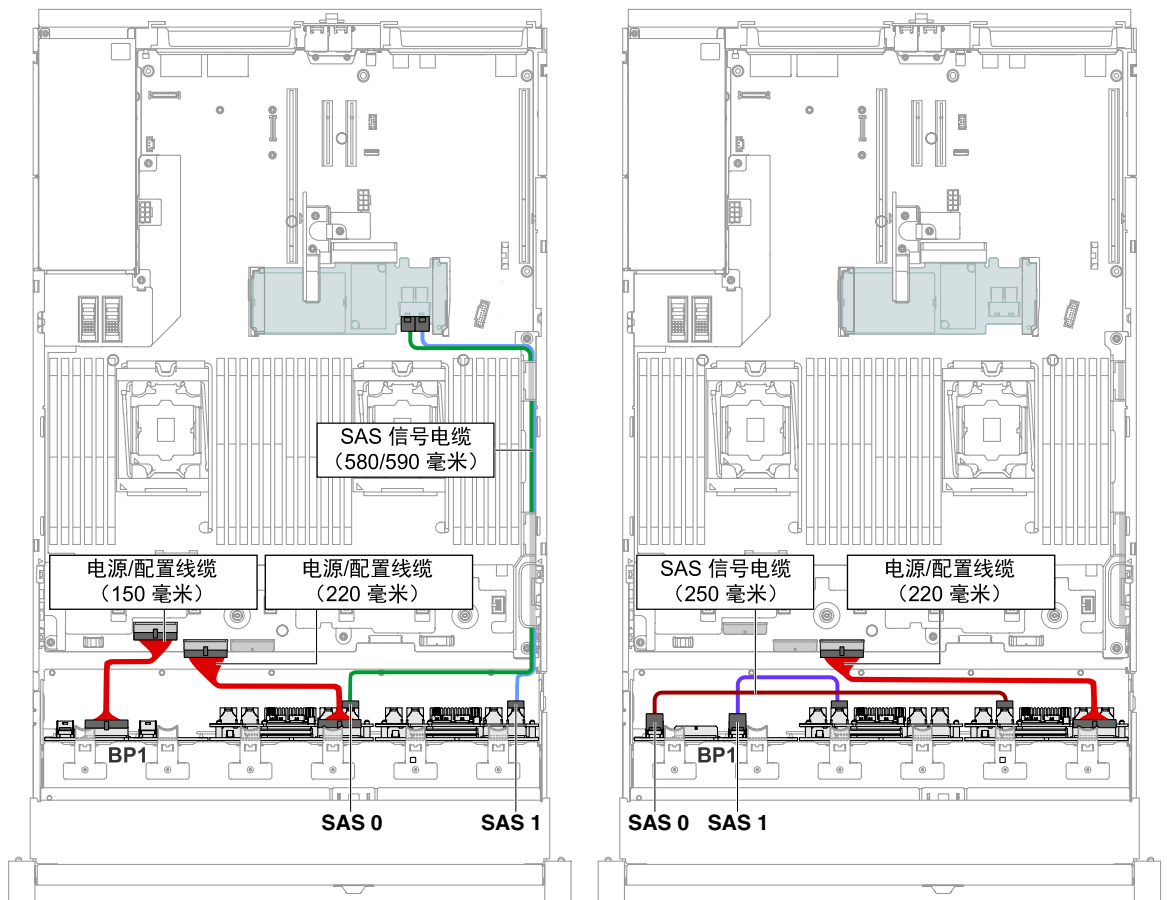 SAS 信号电缆
（580/590 毫米）
电源/配置线缆
（150 毫米）
电源/配置线缆
（220 毫米）
BP1
SAS 0
SAS 1
SAS 信号电缆
（250 毫米）
电源/配置线缆
（220 毫米）
BP1
SAS 0
SAS 1